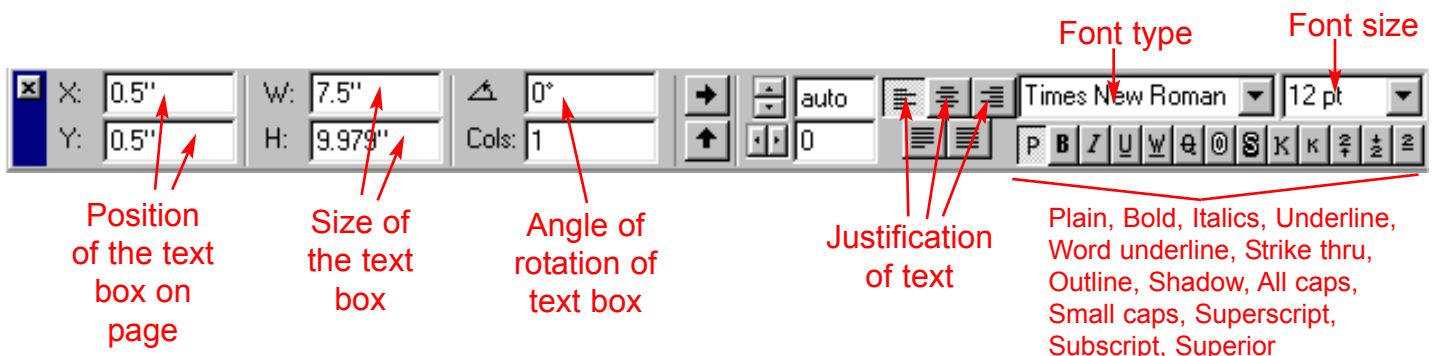 Font type
Font size
X: 0.5" W: 7.5" 0° auto Times New Roman 12 pt
Y: 0.5" H: 9.979" Cols: 1 0 P B I U W Q O S K K 2 2 2
Position
of the text
box on
page
Size of
the text
box
Angle of
rotation of
text box
Justification
of text
Plain, Bold, Italics, Underline,
Word underline, Strike thru,
Outline, Shadow, All caps,
Small caps, Superscript,
Subscript, Superior